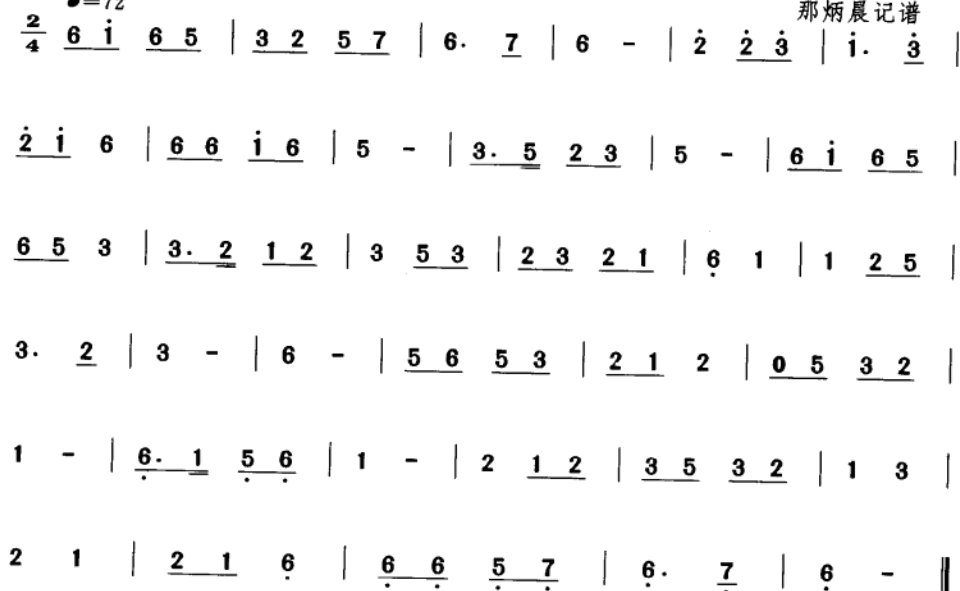 ♩=72
那炳晨记谱
2/4 6 i̇ 6 5 | 3 2 5 7 | 6. 7 | 6 - | 2̇ 2̇ 3̇ | i̇. 3̇ |
2̇ i̇ 6 | 6 6 i̇ 6 | 5 - | 3. 5 2 3 | 5 - | 6 i̇ 6 5 |
6 5 3 | 3. 2 1 2 | 3 5 3 | 2 3 2 1 | 6̣ 1 | 1 2 5 |
3. 2 | 3 - | 6 - | 5 6 5 3 | 2 1 2 | 0 5 3 2 |
1 - | 6̣. 1 5̣ 6̣ | 1 - | 2 1 2 | 3 5 3 2 | 1 3 |
2 1 | 2 1 6̣ | 6̣ 6̣ 5̣ 7̣ | 6̣. 7̣ | 6̣ - ‖